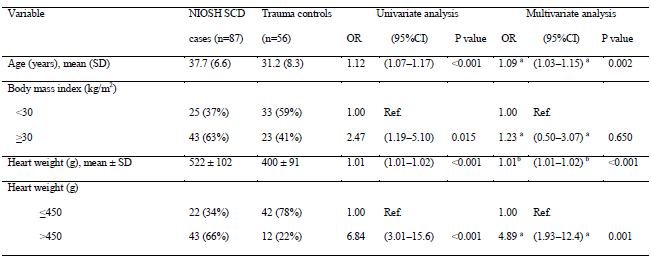 Variable NIOSH SCD Trauma controls Univariate analysis Multivariate analysis
cases (n=87) (n=56) OR (95%CI) P value OR (95%CI) P value
Age (years), mean (SD) 37.7 (6.6) 31.2 (8.3) 1.12 (1.07–1.17) <0.001 1.09 a (1.03–1.15) a 0.002
Body mass index (kg/m2)
<30 25 (37%) 33 (59%) 1.00 Ref. 1.00 Ref.
≥30 43 (63%) 23 (41%) 2.47 (1.19–5.10) 0.015 1.23 a (0.50–3.07) a 0.650
Heart weight (g), mean ± SD 522 ± 102 400 ± 91 1.01 (1.01–1.02) <0.001 1.01b (1.01–1.02) b <0.001
Heart weight (g)
≤450 22 (34%) 42 (78%) 1.00 Ref. 1.00 Ref.
>450 43 (66%) 12 (22%) 6.84 (3.01–15.6) <0.001 4.89 a (1.93–12.4) a 0.001